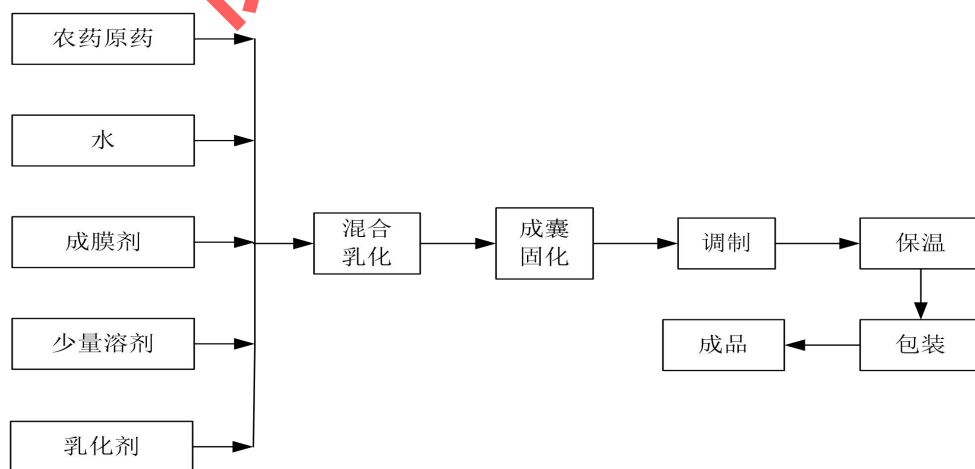 农药原药
水
成膜剂
少量溶剂
乳化剂
混合
乳化
成囊
固化
调制
保温
包装
成品